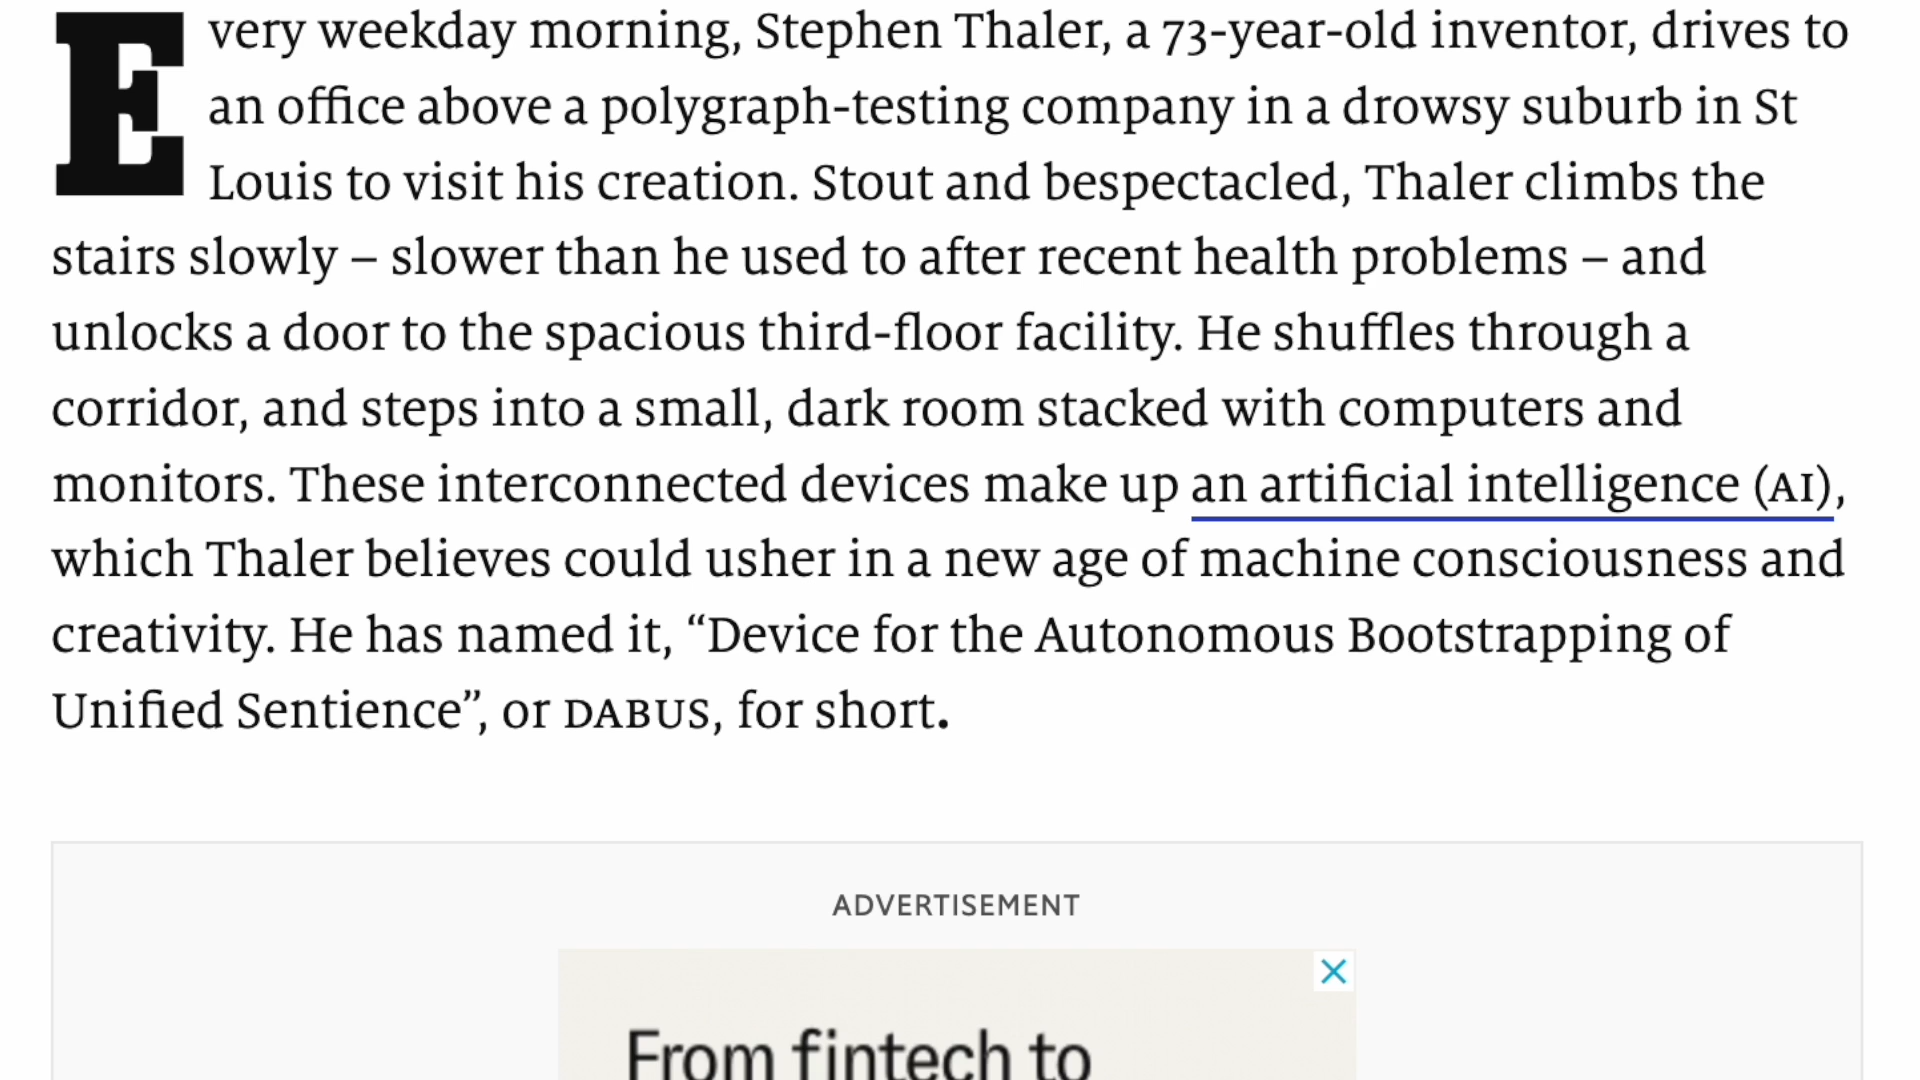 Every weekday morning, Stephen Thaler, a 73-year-old inventor, drives to
an office above a polygraph-testing company in a drowsy suburb in St
Louis to visit his creation. Stout and bespectacled, Thaler climbs the
stairs slowly – slower than he used to after recent health problems – and
unlocks a door to the spacious third-floor facility. He shuffles through a
corridor, and steps into a small, dark room stacked with computers and
monitors. These interconnected devices make up an artificial intelligence (AI),
which Thaler believes could usher in a new age of machine consciousness and
creativity. He has named it, “Device for the Autonomous Bootstrapping of
Unified Sentience”, or DABUS, for short.
ADVERTISEMENT
From fintech to